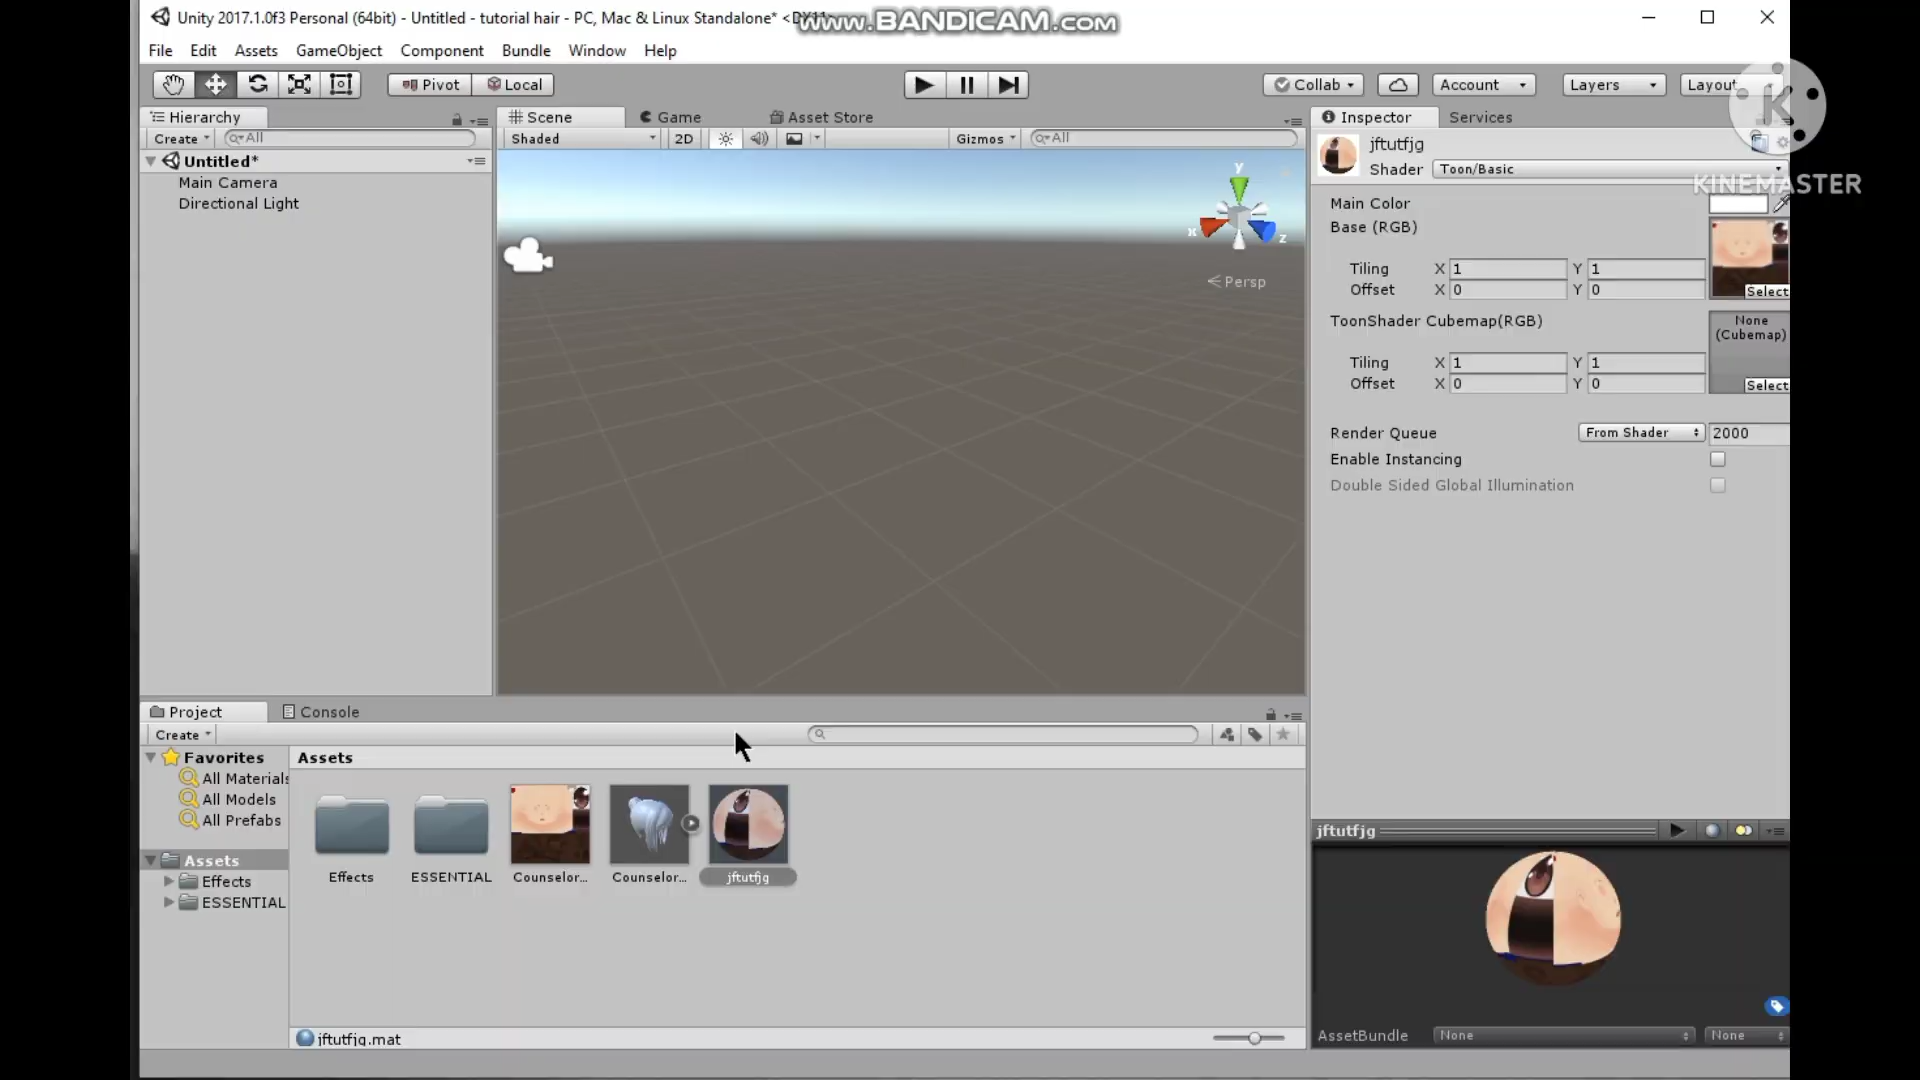 Unity 2017.1.0f3 Personal (64bit) - Untitled - tutorial hair - PC, Mac & Linux Standalone* <DX11>
www.BANDICAM.com
File Edit Assets GameObject Component Bundle Window Help
Pivot Local Collab Account Layers Layout
KINEMASTER
Hierarchy
Create All
Untitled*
Main Camera
Directional Light
Scene Game Asset Store
Shaded 2D Gizmos All
y
x
z
Persp
Inspector Services
jftutfjg
Shader Toon/Basic
Main Color
Base (RGB)
Tiling X 1 Y 1
Offset X 0 Y 0
Select
ToonShader Cubemap(RGB)
None
(Cubemap)
Tiling X 1 Y 1
Offset X 0 Y 0
Select
Render Queue From Shader 2000
Enable Instancing
Double Sided Global Illumination
Project Console
Create
Favorites
All Materials
All Models
All Prefabs
Assets
Effects
ESSENTIAL
Assets
Effects ESSENTIAL Counselor... Counselor... jftutfjg
jftutfjg.mat
jftutfjg
AssetBundle None None